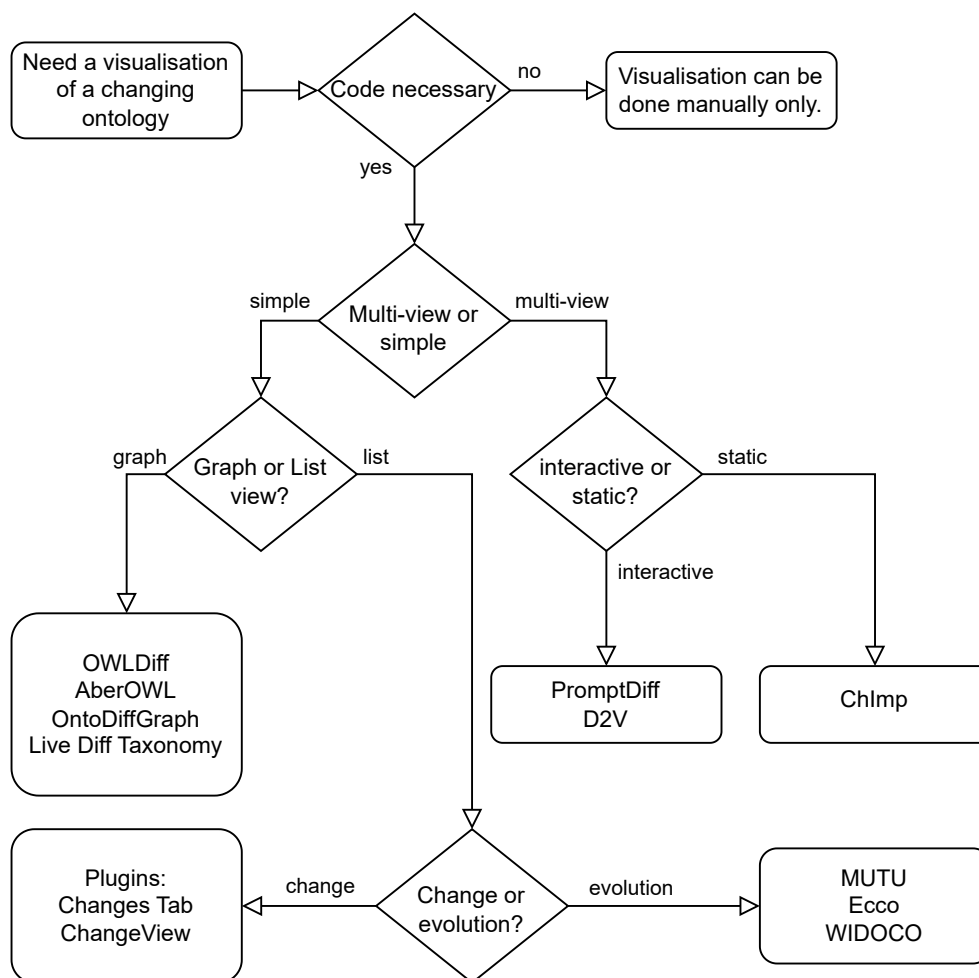 Need a visualisation
of a changing
ontology
Code necessary
no
Visualisation can be
done manually only.
yes
simple
Multi-view or
simple
multi-view
graph
Graph or List
view?
list
interactive or
static?
static
interactive
OWLDiff
AberOWL
OntoDiffGraph
Live Diff Taxonomy
PromptDiff
D2V
ChImp
Plugins:
Changes Tab
ChangeView
change
Change or
evolution?
evolution
MUTU
Ecco
WIDOCO